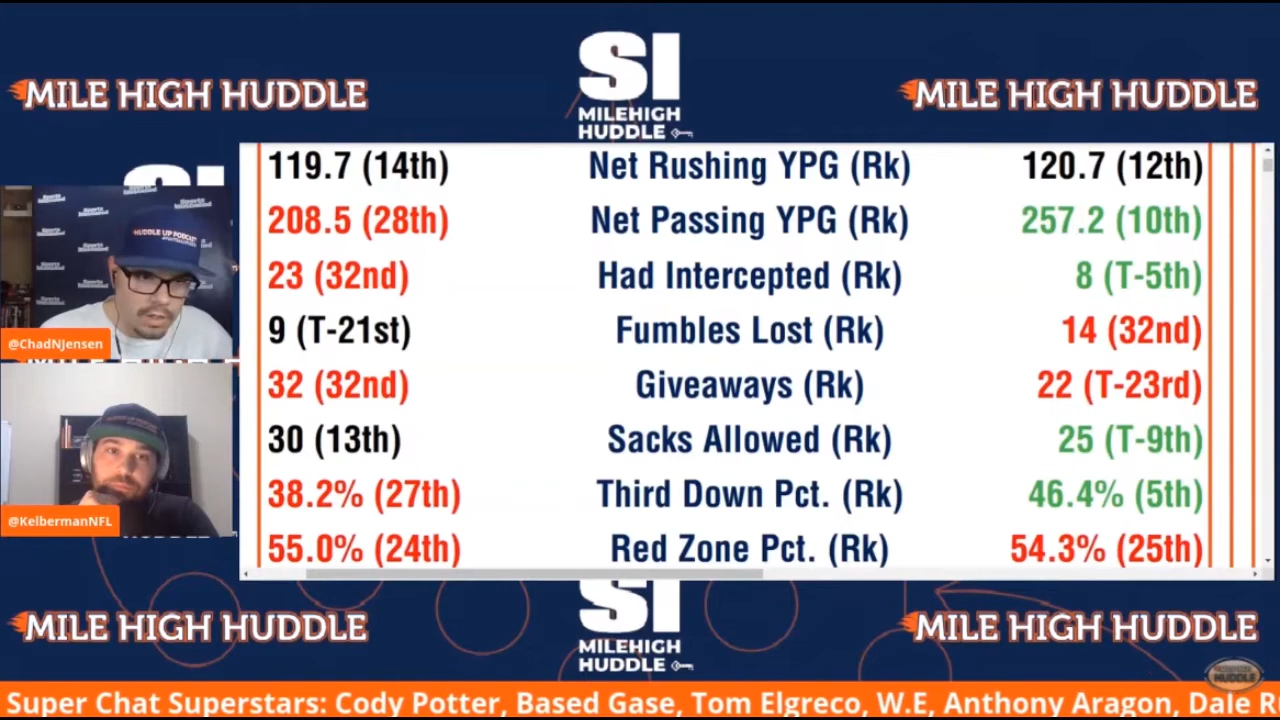 SI
MILEHIGH
HUDDLE
MILE HIGH HUDDLE
MILE HIGH HUDDLE
119.7 (14th) Net Rushing YPG (Rk) 120.7 (12th)
208.5 (28th) Net Passing YPG (Rk) 257.2 (10th)
23 (32nd) Had Intercepted (Rk) 8 (T-5th)
9 (T-21st) Fumbles Lost (Rk) 14 (32nd)
32 (32nd) Giveaways (Rk) 22 (T-23rd)
30 (13th) Sacks Allowed (Rk) 25 (T-9th)
38.2% (27th) Third Down Pct. (Rk) 46.4% (5th)
55.0% (24th) Red Zone Pct. (Rk) 54.3% (25th)
HUDDLE UP PODCAST
@ChadNJensen
@KelbermanNFL
SI
MILEHIGH
HUDDLE
MILE HIGH HUDDLE
MILE HIGH HUDDLE
HUDDLE
Super Chat Superstars: Cody Potter, Based Gase, Tom Elgreco, W.E, Anthony Aragon, Dale R